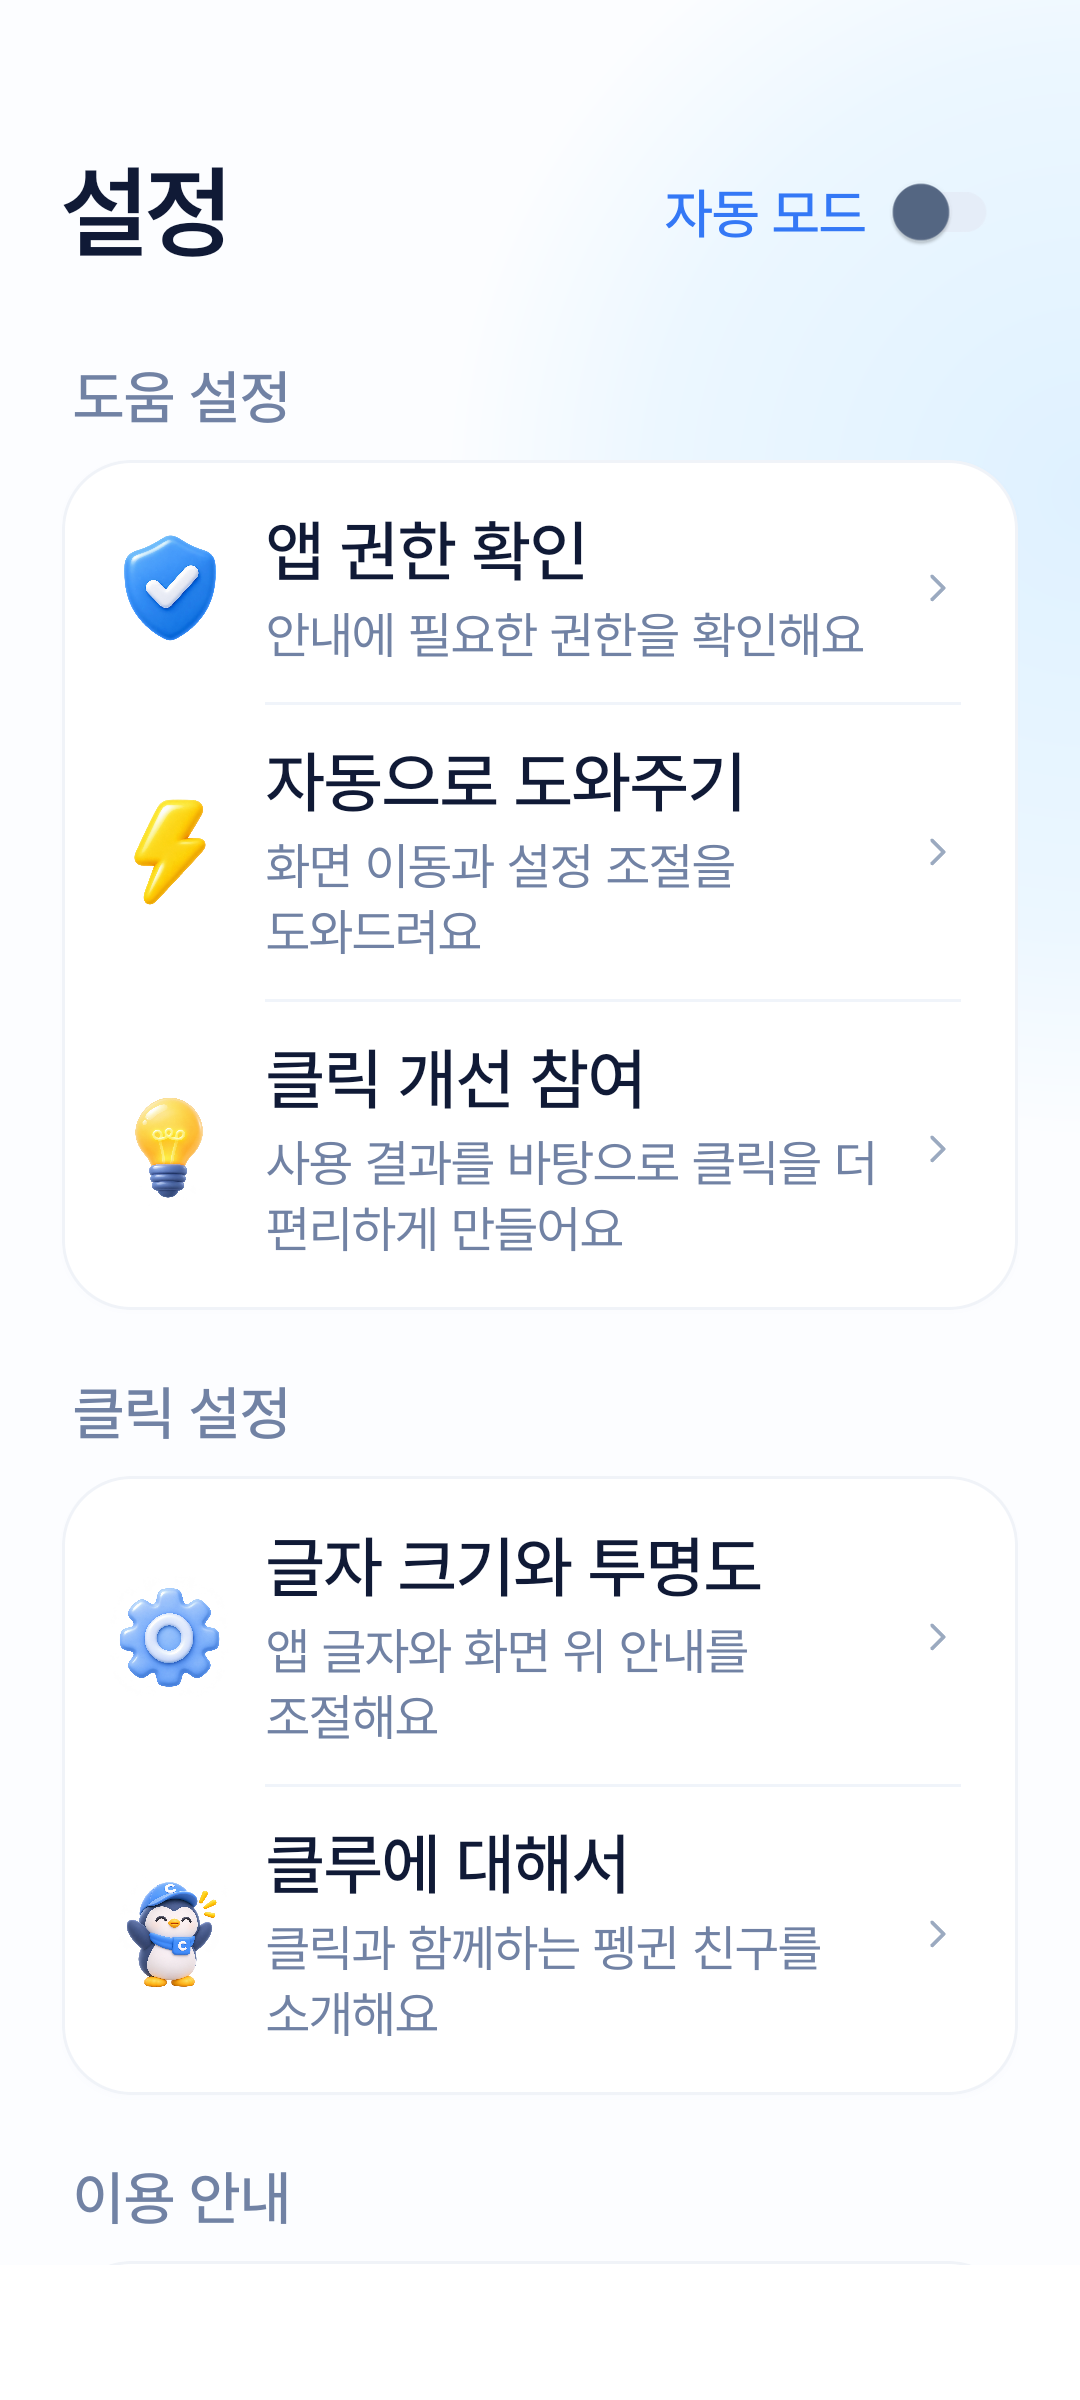 설정
자동 모드
도움 설정
앱 권한 확인
안내에 필요한 권한을 확인해요
자동으로 도와주기
화면 이동과 설정 조절을
도와드려요
클릭 개선 참여
사용 결과를 바탕으로 클릭을 더
편리하게 만들어요
클릭 설정
글자 크기와 투명도
앱 글자와 화면 위 안내를
조절해요
클루에 대해서
클릭과 함께하는 펭귄 친구를
소개해요
이용 안내